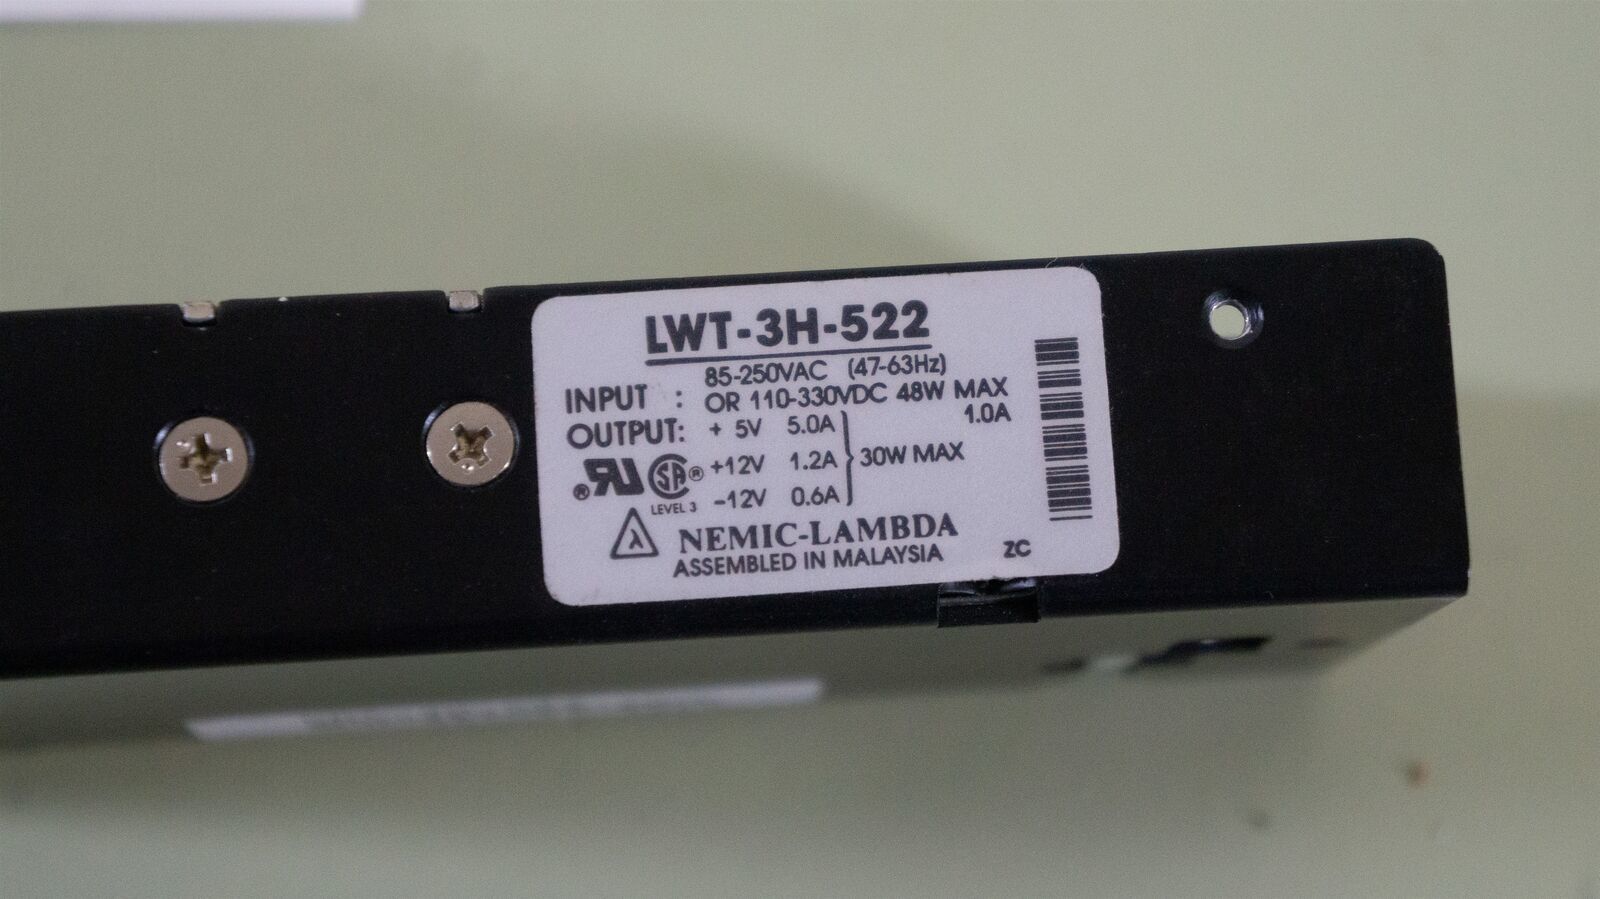 LWT-3H-522
85-250VAC (47-63Hz)
INPUT : OR 110-330VDC 48W MAX
1.0A
OUTPUT: + 5V 5.0A
+12V 1.2A 30W MAX
-12V 0.6A
LEVEL 3
NEMIC-LAMBDA
ASSEMBLED IN MALAYSIA ZC